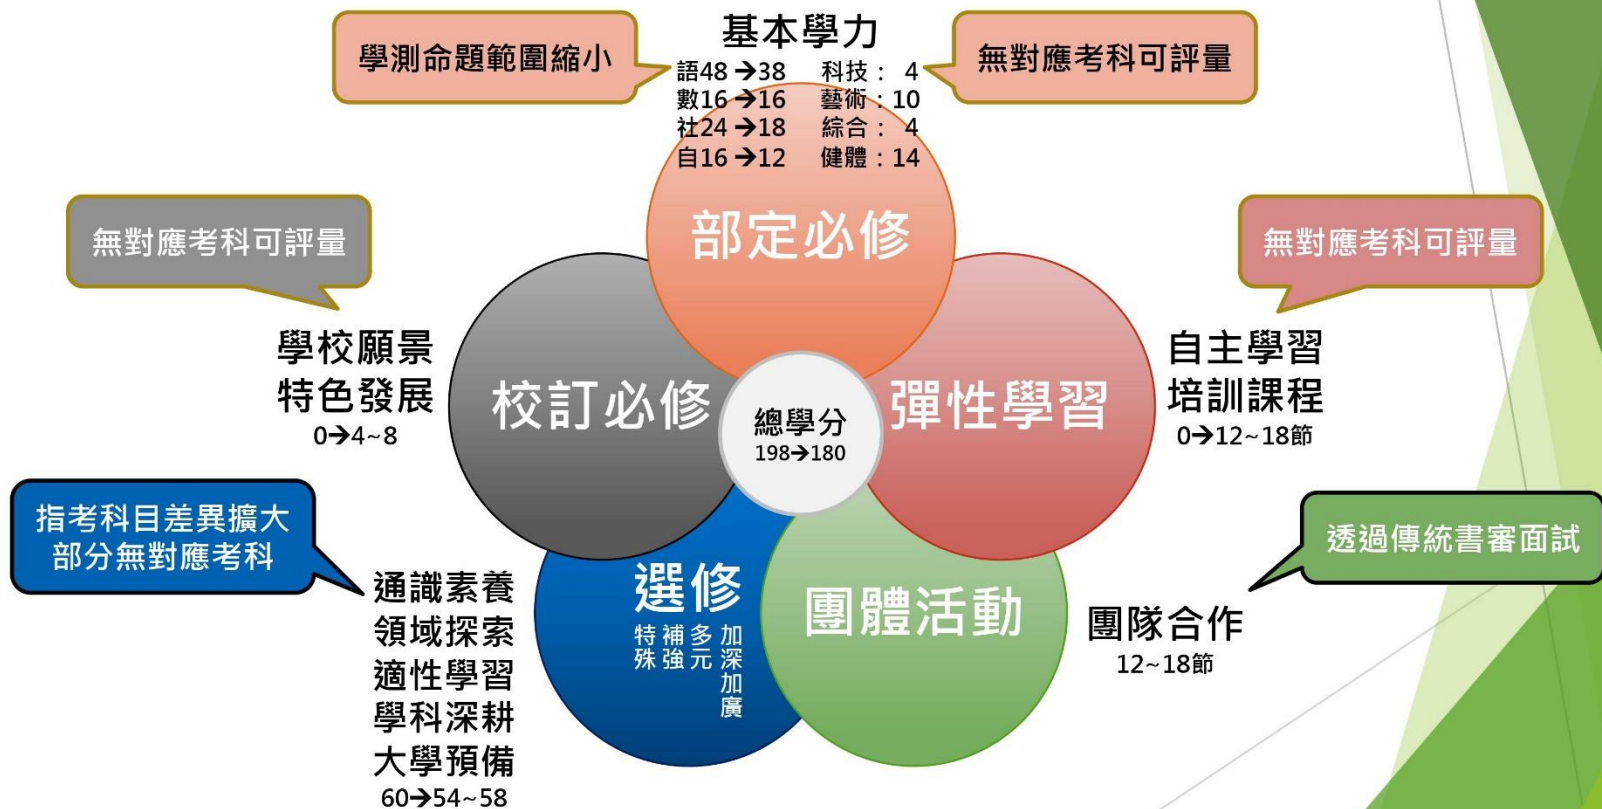 基本學力
語48→38 科技：4
數16→16 藝術：10
社24→18 綜合：4
自16→12 健體：14
學測命題範圍縮小
無對應考科可評量
部定必修
無對應考科可評量
學校願景
特色發展
0→4~8
校訂必修
總學分
198→180
彈性學習
無對應考科可評量
自主學習
培訓課程
0→12~18節
指考科目差異擴大
部分無對應考科
通識素養
領域探索
適性學習
學科深耕
大學預備
60→54~58
選修
加深加廣
多元
補強
特殊
團體活動
透過傳統書審面試
團隊合作
12~18節